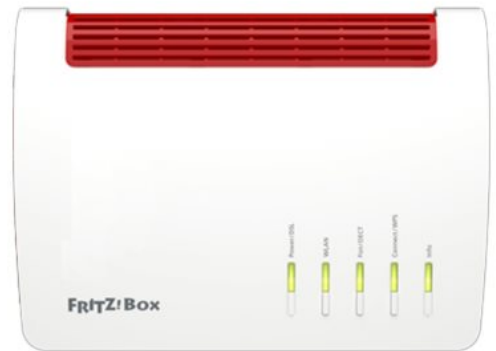 Power/DSL
WLAN
Fon/DECT
Connect/WPS
Info
FRITZ!Box